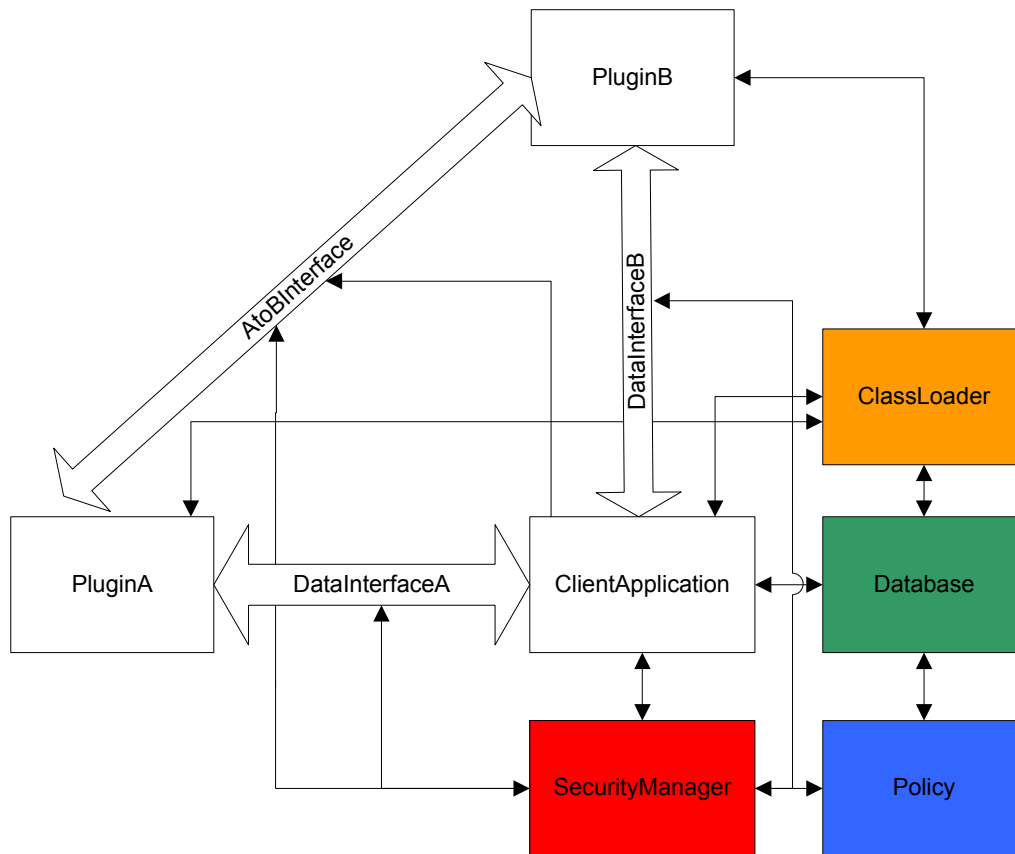 PluginB
AtoBInterface
DataInterfaceB
ClassLoader
PluginA
DataInterfaceA
ClientApplication
Database
SecurityManager
Policy